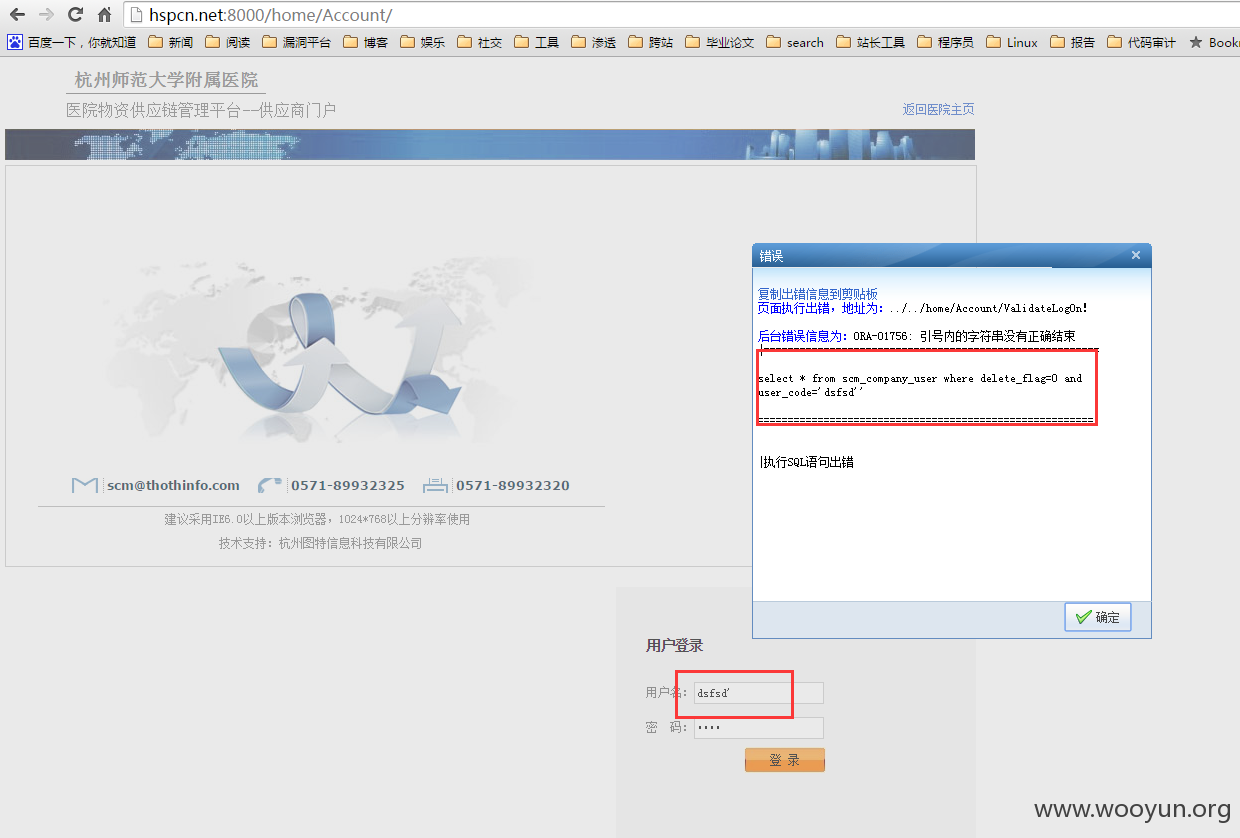 hspcn.net:8000/home/Account/
百度一下，你就知道 新闻 阅读 漏洞平台 博客 娱乐 社交 工具 渗透 跨站 毕业论文 search 站长工具 程序员 Linux 报告 代码审计
杭州师范大学附属医院
医院物资供应链管理平台--供应商门户
返回医院主页
错误
复制出错信息到剪贴板
页面执行出错，地址为：../../home/Account/ValidateLogOn!
后台错误信息为：ORA-01756: 引号内的字符串没有正确结束
select * from scm_company_user where delete_flag=0 and
user_code='dsfsd''
|执行SQL语句出错
确定
scm@thothinfo.com 0571-89932325 0571-89932320
建议采用IE6.0以上版本浏览器，1024*768以上分辨率使用
技术支持：杭州图特信息科技有限公司
用户登录
用户名：dsfsd'
密 码：
登 录
www.wooyun.org